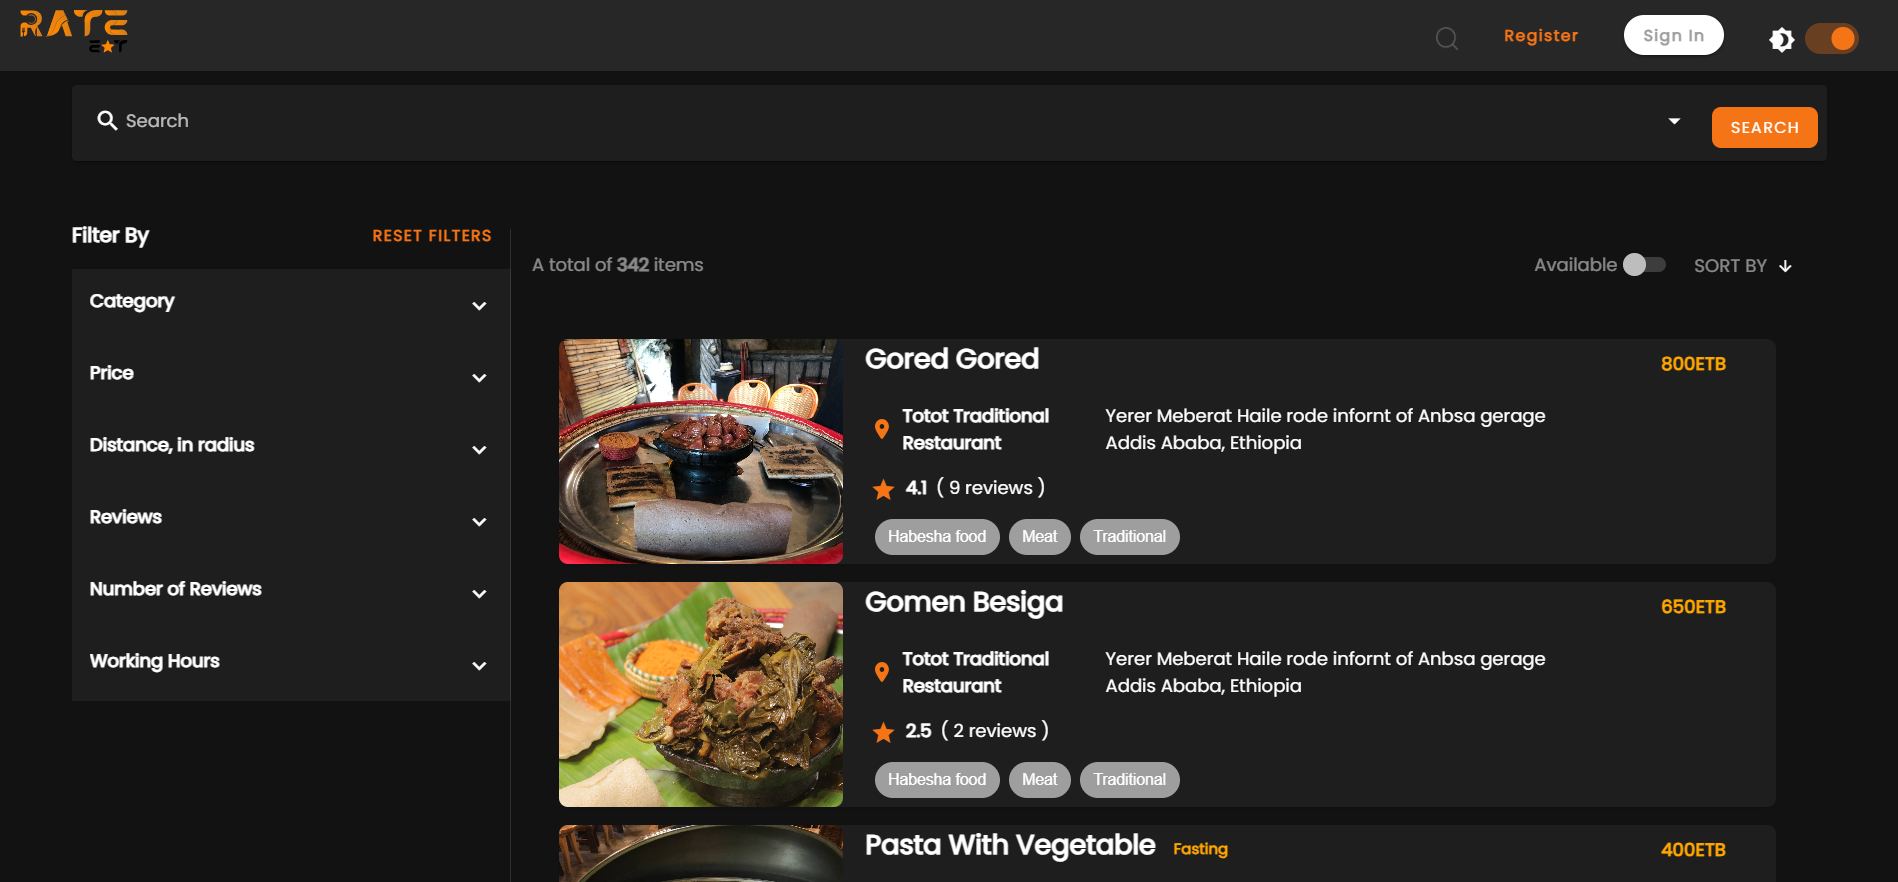 RATE
EAT
Register
Sign In
Search
SEARCH
Filter By
RESET FILTERS
Category
Price
Distance, in radius
Reviews
Number of Reviews
Working Hours
A total of 342 items
Available
SORT BY
Gored Gored
800ETB
Totot Traditional
Restaurant
Yerer Meberat Haile rode infornt of Anbsa gerage
Addis Ababa, Ethiopia
4.1 ( 9 reviews )
Habesha food
Meat
Traditional
Gomen Besiga
650ETB
Totot Traditional
Restaurant
Yerer Meberat Haile rode infornt of Anbsa gerage
Addis Ababa, Ethiopia
2.5 ( 2 reviews )
Habesha food
Meat
Traditional
Pasta With Vegetable
Fasting
400ETB